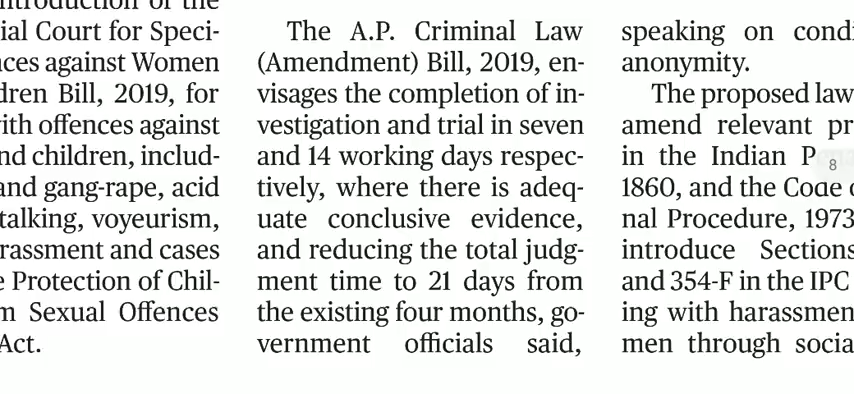 introduction of the
ial Court for Speci-
nces against Women
dren Bill, 2019, for
ith offences against
nd children, includ-
and gang-rape, acid
talking, voyeurism,
rassment and cases
e Protection of Chil-
m Sexual Offences
Act.
The A.P. Criminal Law
(Amendment) Bill, 2019, en-
visages the completion of in-
vestigation and trial in seven
and 14 working days respec-
tively, where there is adeq-
uate conclusive evidence,
and reducing the total judg-
ment time to 21 days from
the existing four months, go-
vernment officials said,
speaking on condi
anonymity.
The proposed law
amend relevant pr
in the Indian P
8
1860, and the Code
nal Procedure, 1973
introduce Sections
and 354-F in the IPC
ing with harassmen
men through socia